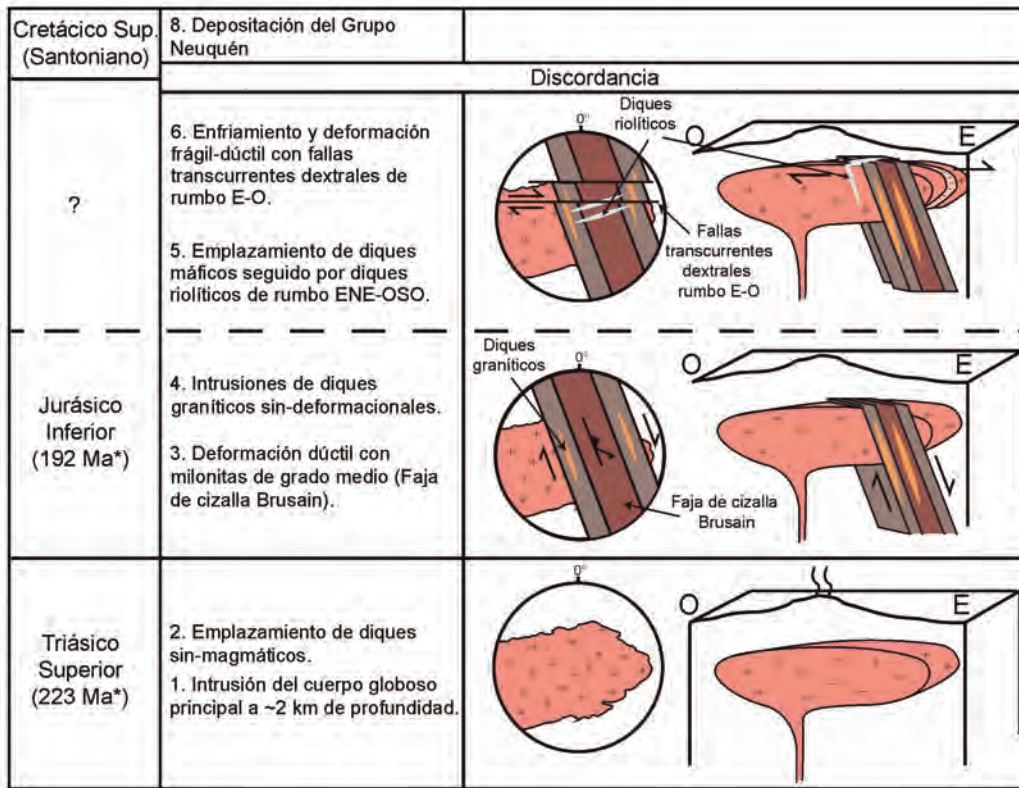 Cretácico Sup.
(Santoniano)
8. Depositación del Grupo
Neuquén
Discordancia
?
6. Enfriamiento y deformación
frágil-dúctil con fallas
transcurrentes dextrales de
rumbo E-O.
5. Emplazamiento de diques
máficos seguido por diques
riolíticos de rumbo ENE-OSO.
0°
Diques
riolíticos
O
E
Fallas
transcurrentes
dextrales
rumbo E-O
Jurásico
Inferior
(192 Ma*)
4. Intrusiones de diques
graníticos sin-deformacionales.
3. Deformación dúctil con
milonitas de grado medio (Faja
de cizalla Brusain).
Diques
graníticos
0°
O
E
Faja de cizalla
Brusain
Triásico
Superior
(223 Ma*)
2. Emplazamiento de diques
sin-magmáticos.
1. Intrusión del cuerpo globoso
principal a ~2 km de profundidad.
0°
O
E